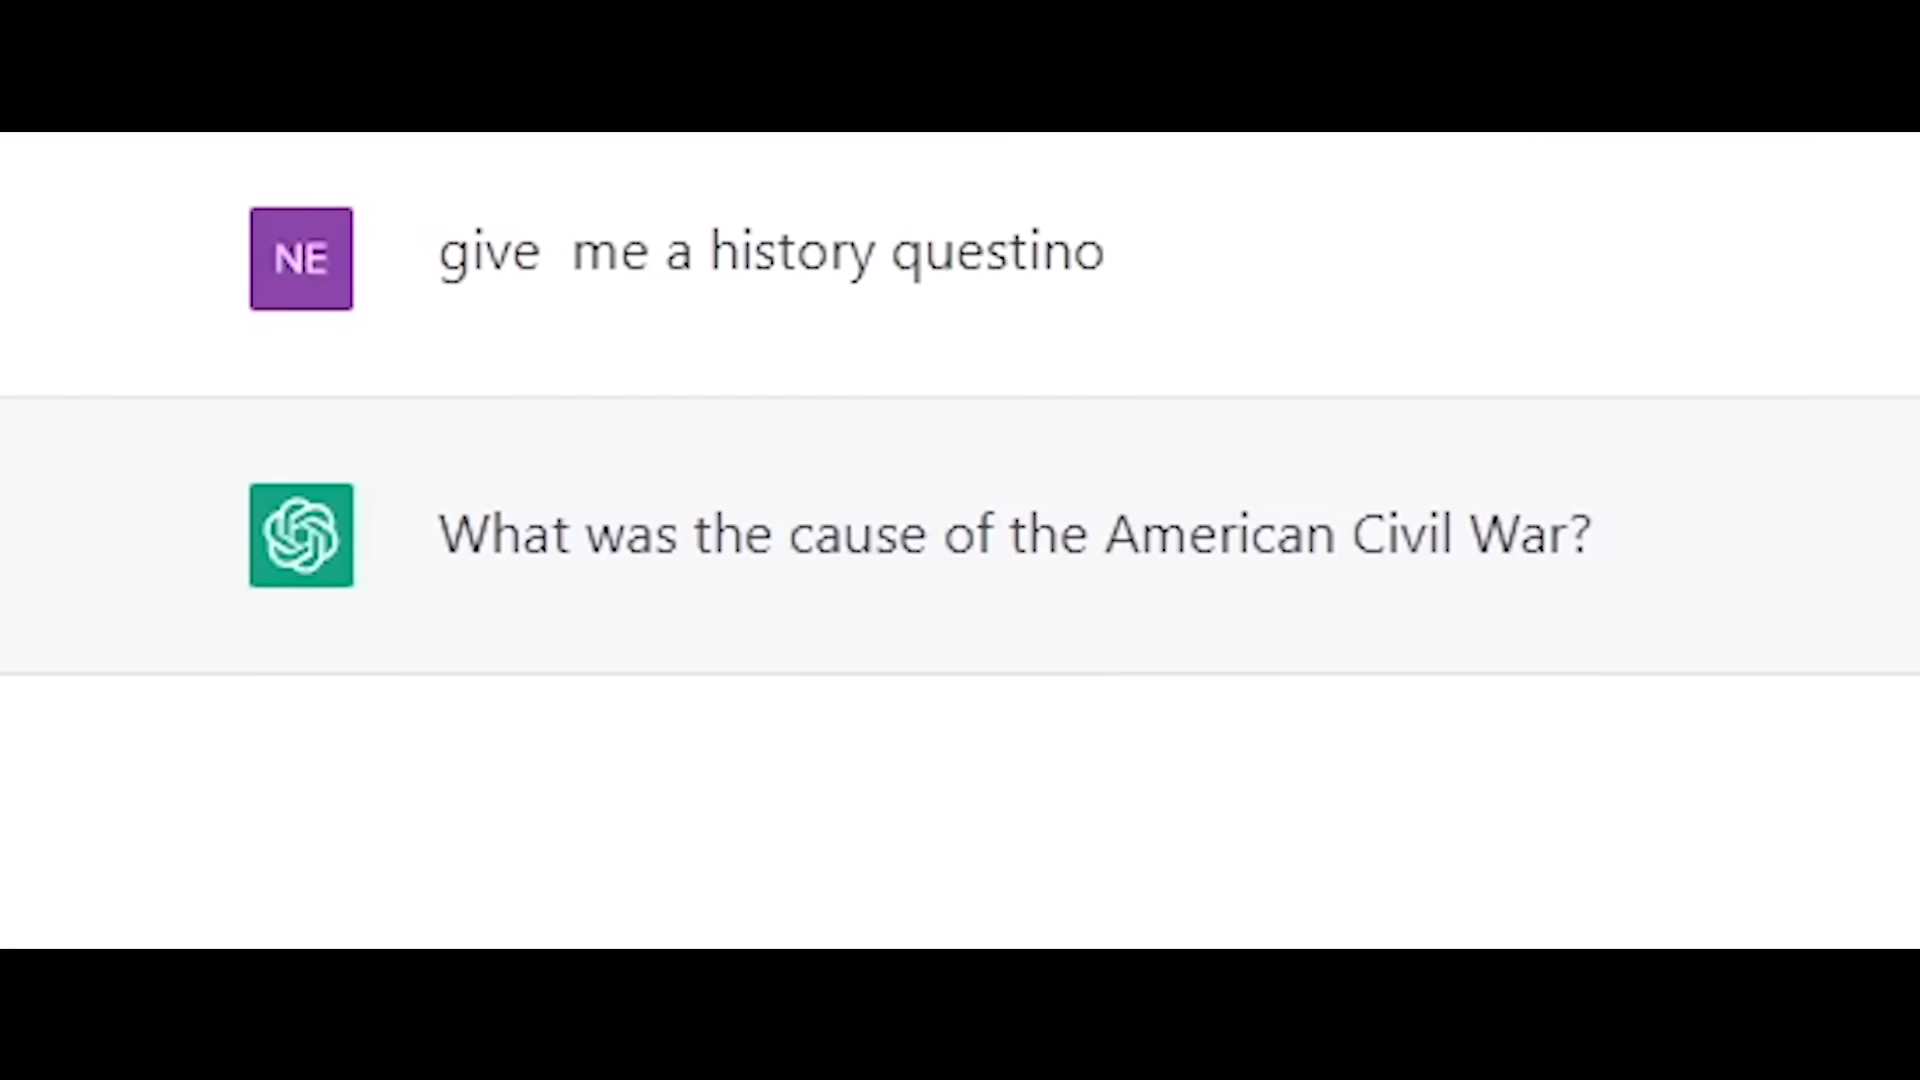 NE
give  me a history questino
What was the cause of the American Civil War?